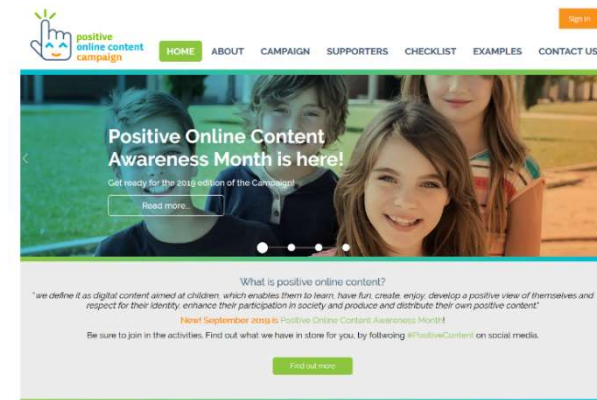 Sign in
positive
online content
campaign
HOME ABOUT CAMPAIGN SUPPORTERS CHECKLIST EXAMPLES CONTACT US
Positive Online Content
Awareness Month is here!
Get ready for the 2019 edition of the Campaign!
Read more...
What is positive online content?
"we define it as digital content aimed at children, which enables them to learn, have fun, create, enjoy, develop a positive view of themselves and
respect for their identity, enhance their participation in society and produce and distribute their own positive content."
New! September 2019 is Positive Online Content Awareness Month!
Be sure to join in the activities. Find out what we have in store for you, by follwoing #PositiveContent on social media.
Find out more